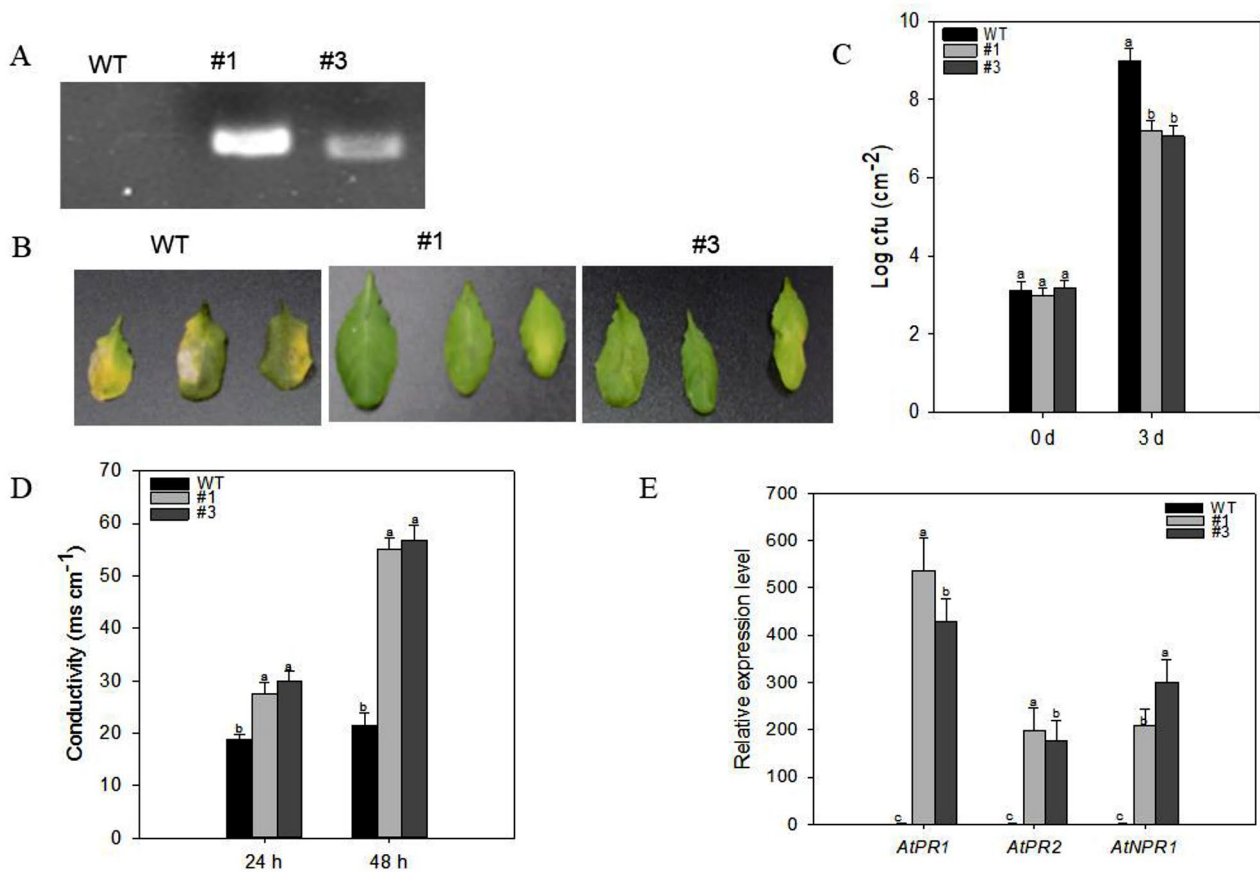 A
WT #1 #3
B
WT #1 #3
C
10
8
6
4
2
0
Log cfu (cm-2)
WT
#1
#3
a a a
a b b
0 d 3 d
D
70
60
50
40
30
20
10
0
Conductivity (ms cm-1)
WT
#1
#3
b a a
b a a
24 h 48 h
E
700
600
500
400
300
200
100
0
Relative expression level
WT
#1
#3
c a b
c a b
c b a
AtPR1 AtPR2 AtNPR1